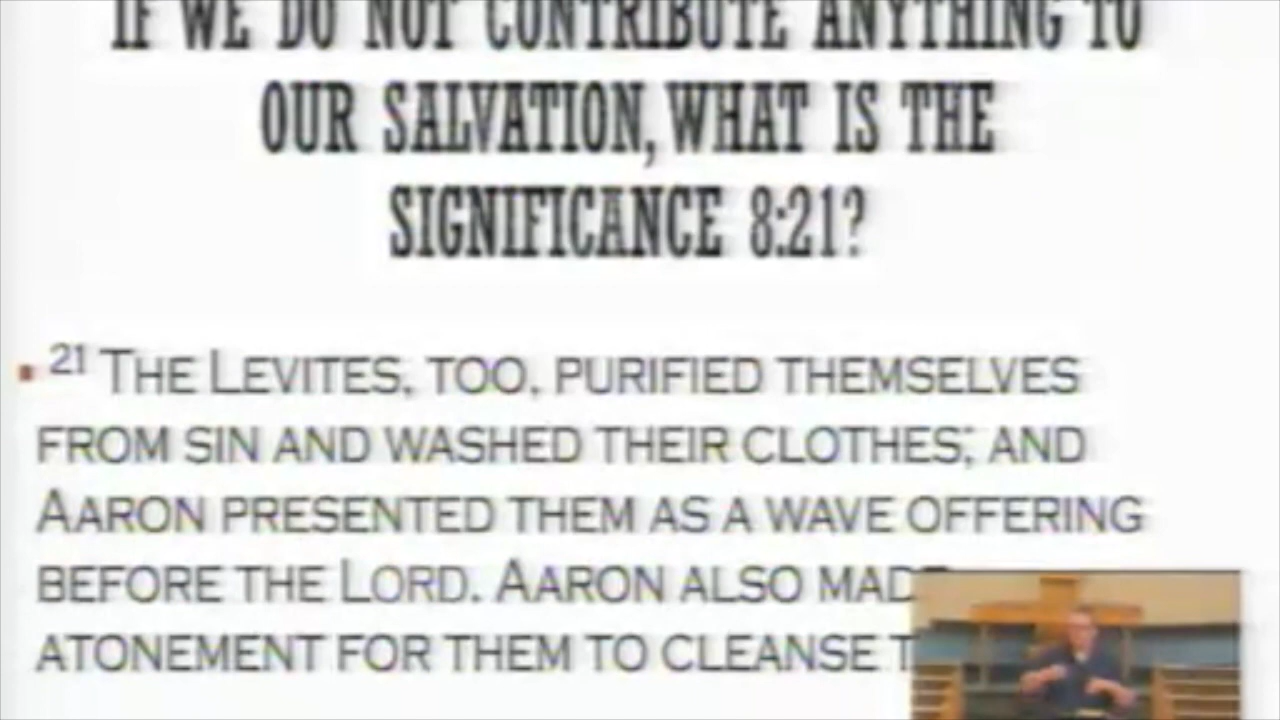 IF WE DO NOT CONTRIBUTE ANYTHING TO
OUR SALVATION, WHAT IS THE
SIGNIFICANCE 8:21?
21 THE LEVITES, TOO, PURIFIED THEMSELVES
FROM SIN AND WASHED THEIR CLOTHES; AND
AARON PRESENTED THEM AS A WAVE OFFERING
BEFORE THE LORD. AARON ALSO
ATONEMENT FOR THEM TO CLEANSE